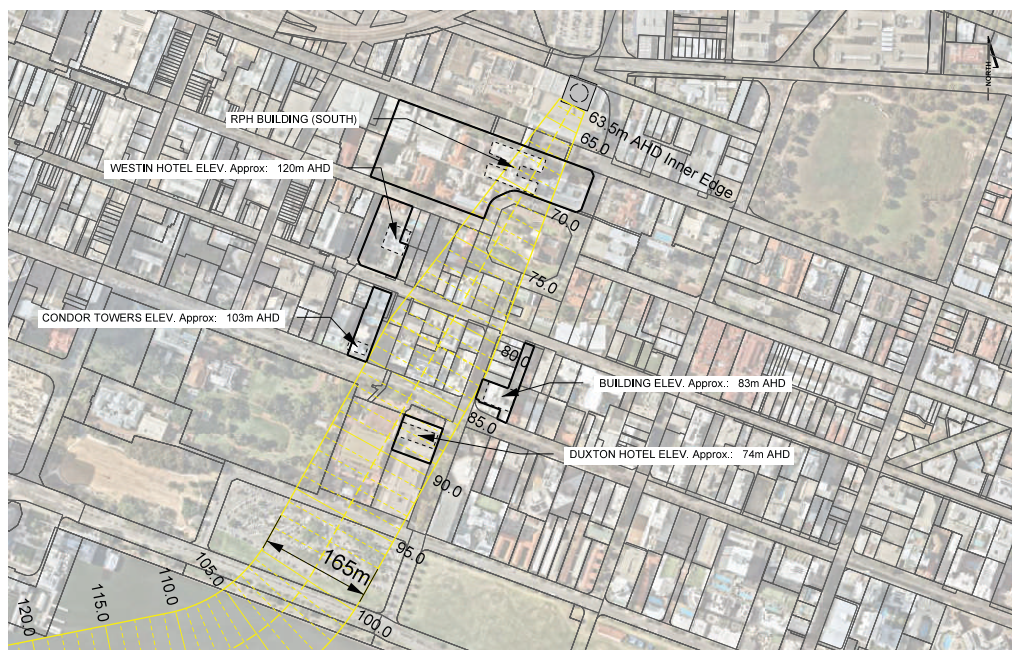 NORTH
63.5m AHD Inner Edge
RPH BUILDING (SOUTH)
65.0
WESTIN HOTEL ELEV. Approx: 120m AHD
70.0
75.0
CONDOR TOWERS ELEV. Approx: 103m AHD
80.0
BUILDING ELEV. Approx.: 83m AHD
85.0
DUXTON HOTEL ELEV. Approx.: 74m AHD
90.0
95.0
165m
105.0
110.0
115.0
120.0
100.0